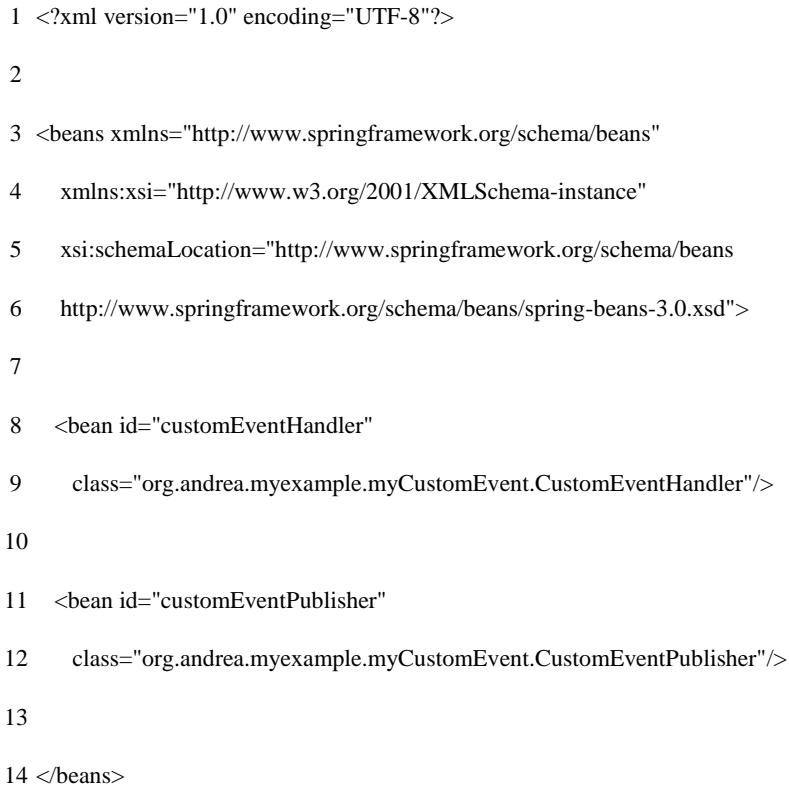 1 <?xml version="1.0" encoding="UTF-8"?>
2
3 <beans xmlns="http://www.springframework.org/schema/beans"
4 xmlns:xsi="http://www.w3.org/2001/XMLSchema-instance"
5 xsi:schemaLocation="http://www.springframework.org/schema/beans
6 http://www.springframework.org/schema/beans/spring-beans-3.0.xsd">
7
8 <bean id="customEventHandler"
9 class="org.andrea.myexample.myCustomEvent.CustomEventHandler"/>
10
11 <bean id="customEventPublisher"
12 class="org.andrea.myexample.myCustomEvent.CustomEventPublisher"/>
13
14 </beans>